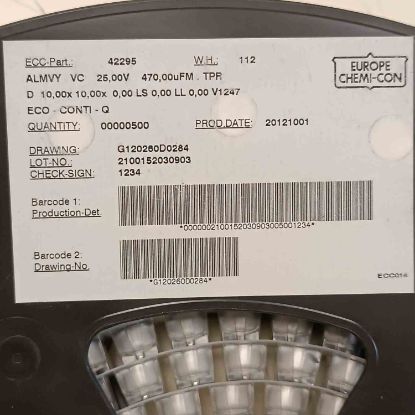 ECC-Part.: 42295 W.H.: 112
EUROPE
CHEMI-CON
ALMVY VC 25,00V 470,00uFM . TPR
D 10,00x 10,00x 0,00 LS 0,00 LL 0,00 V1247
ECO - CONTI - Q
QUANTITY: 00000500 PROD.DATE: 20121001
DRAWING: G120260D0284
LOT-NO.: 2100152030903
CHECK-SIGN: 1234
Barcode 1:
Production-Det.
*0000002100152030903005001234*
Barcode 2:
Drawing-No.
*G120260D0284*
ECC014